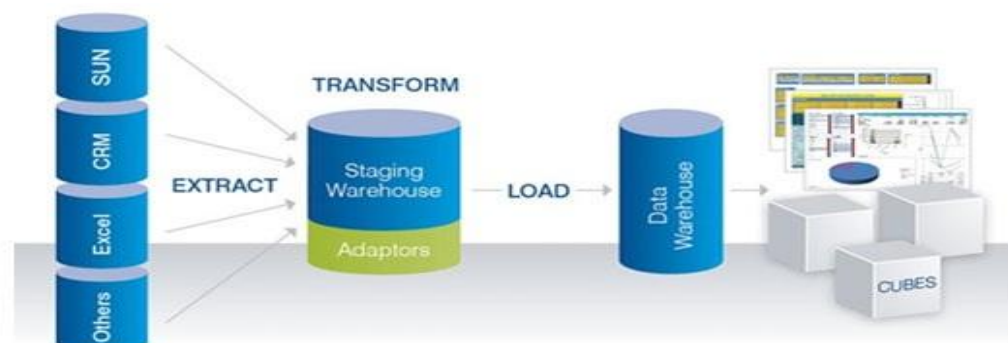 SUN
CRM
Excel
Others
EXTRACT
TRANSFORM
Staging
Warehouse
Adaptors
LOAD
Data
Warehouse
CUBES